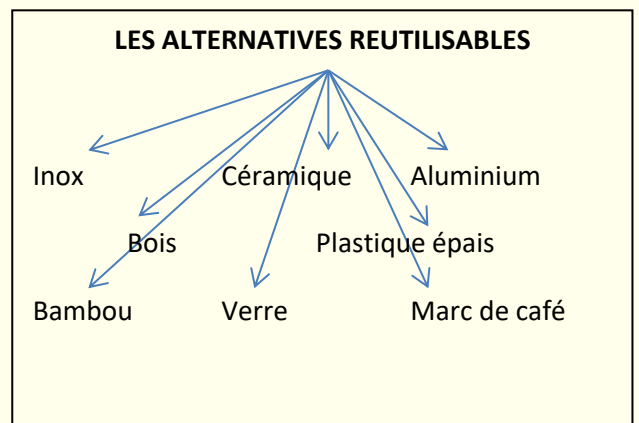 LES ALTERNATIVES REUTILISABLES
Inox Céramique Aluminium
Bois Plastique épais
Bambou Verre Marc de café